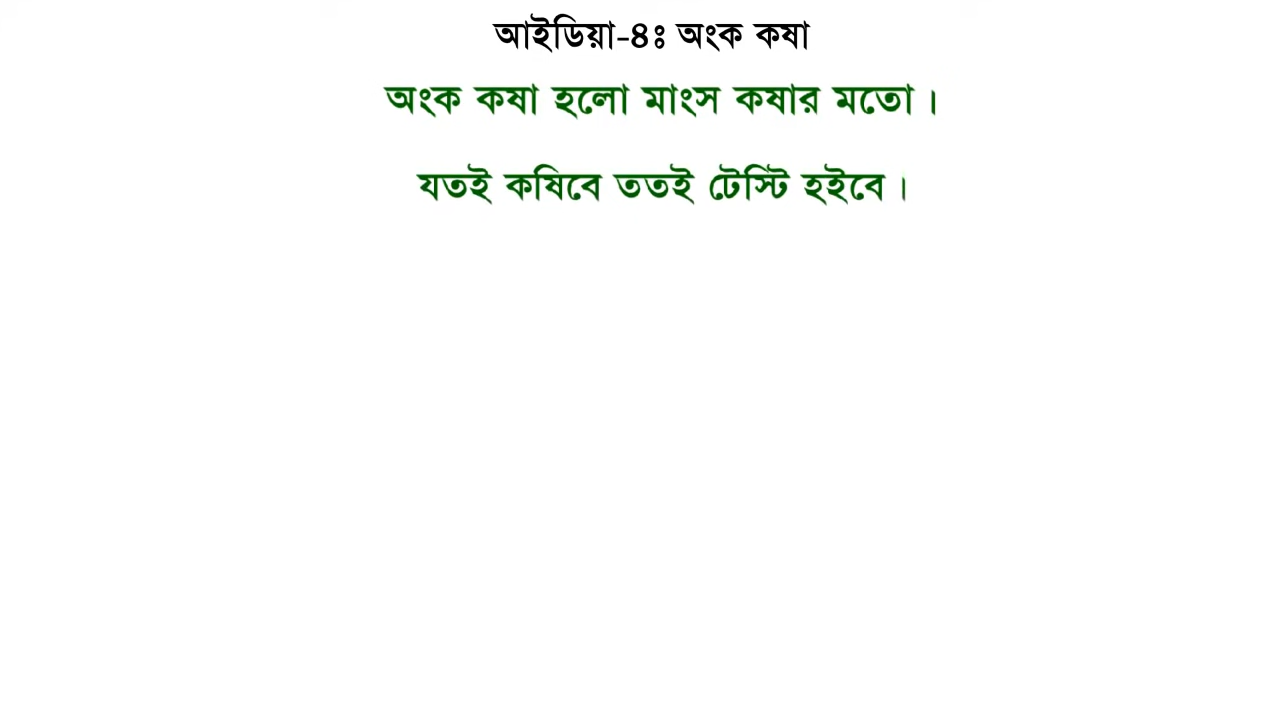 আইডিয়া-৪ঃ অংক কষা
অংক কষা হলো মাংস কষার মতো।
যতই কষিবে ততই টেস্টি হইবে।